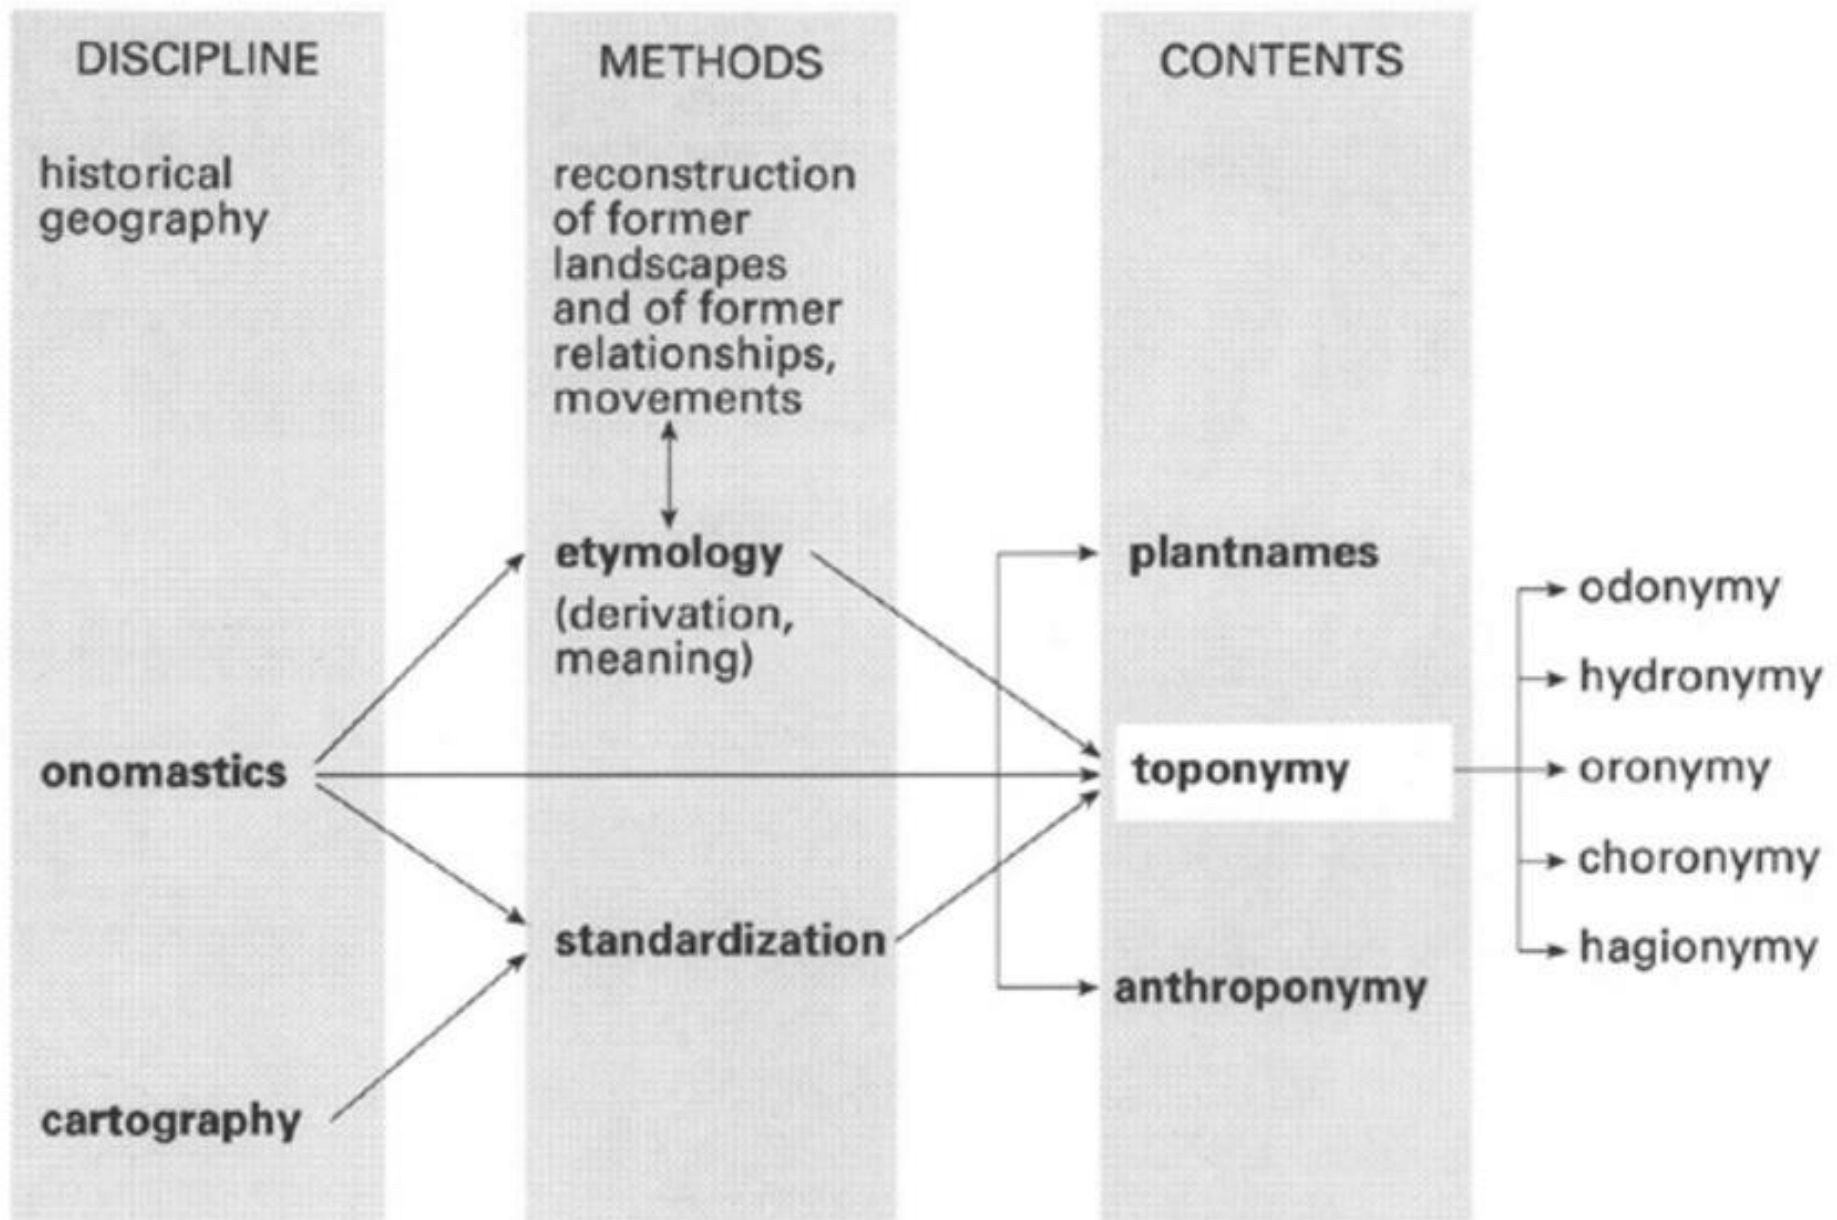 DISCIPLINE
historical
geography
onomastics
cartography
METHODS
reconstruction
of former
landscapes
and of former
relationships,
movements
etymology
(derivation,
meaning)
standardization
CONTENTS
plantnames
toponymy
anthroponymy
odonymy
hydronymy
oronymy
choronymy
hagionymy